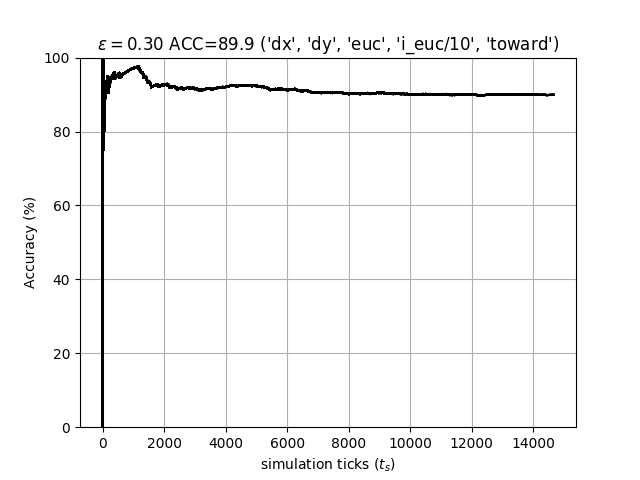 ε = 0.30 ACC=89.9 ('dx', 'dy', 'euc', 'i_euc/10', 'toward')
100
80
60
40
20
0
Accuracy (%)
0 2000 4000 6000 8000 10000 12000 14000
simulation ticks (tₛ)